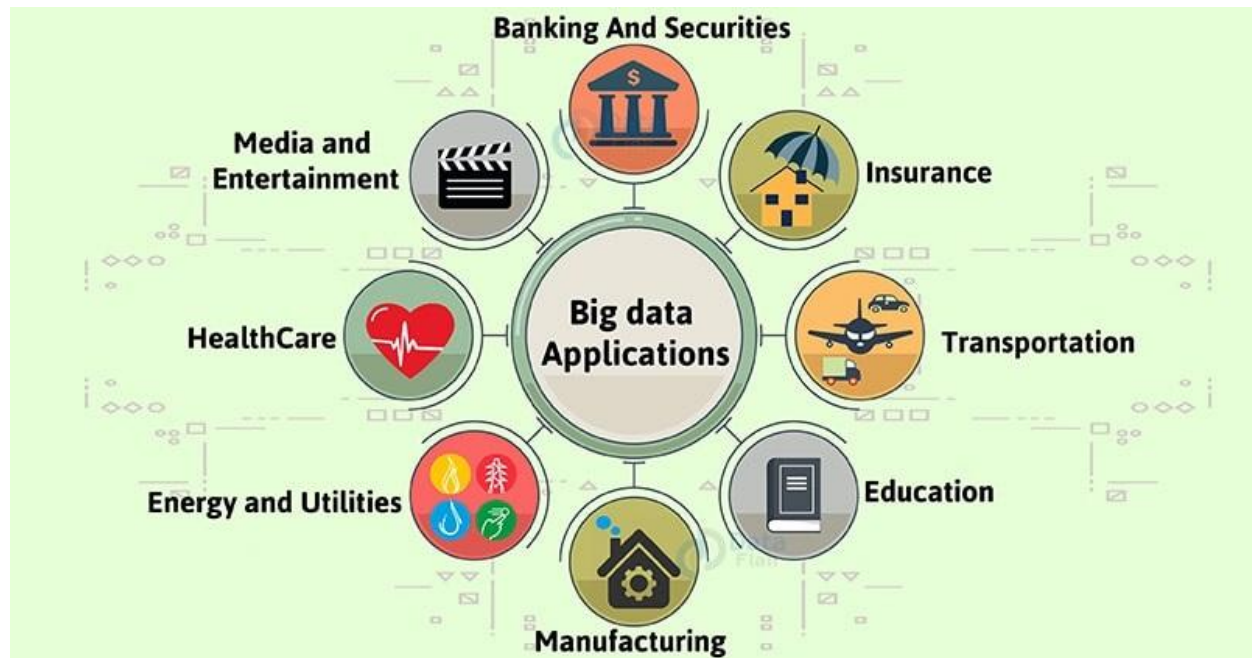 Banking And Securities
Media and
Entertainment
Insurance
HealthCare
Big data
Applications
Transportation
Energy and Utilities
Education
Manufacturing
$